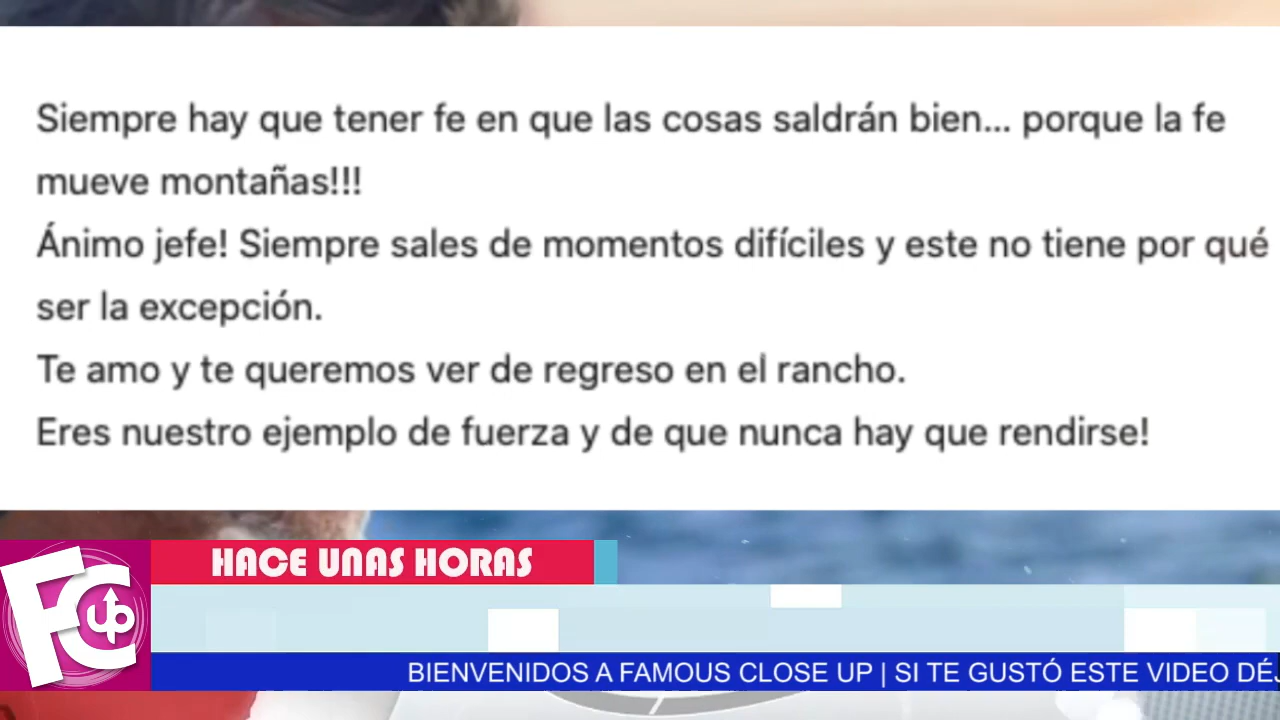 Siempre hay que tener fe en que las cosas saldrán bien... porque la fe
mueve montañas!!!
Ánimo jefe! Siempre sales de momentos difíciles y este no tiene por qué
ser la excepción.
Te amo y te queremos ver de regreso en el rancho.
Eres nuestro ejemplo de fuerza y de que nunca hay que rendirse!
HACE UNAS HORAS
FC up
BIENVENIDOS A FAMOUS CLOSE UP | SI TE GUSTÓ ESTE VIDEO